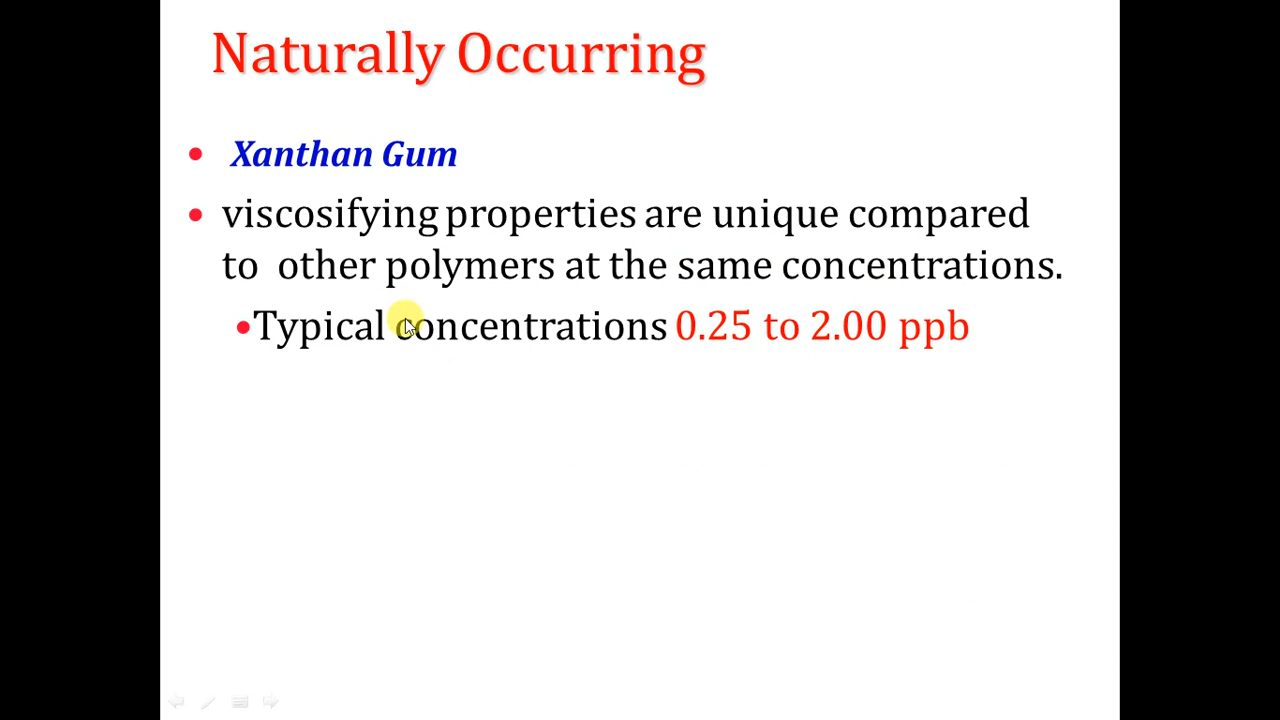 Naturally Occurring
• Xanthan Gum
• viscosifying properties are unique compared
to other polymers at the same concentrations.
•Typical concentrations 0.25 to 2.00 ppb